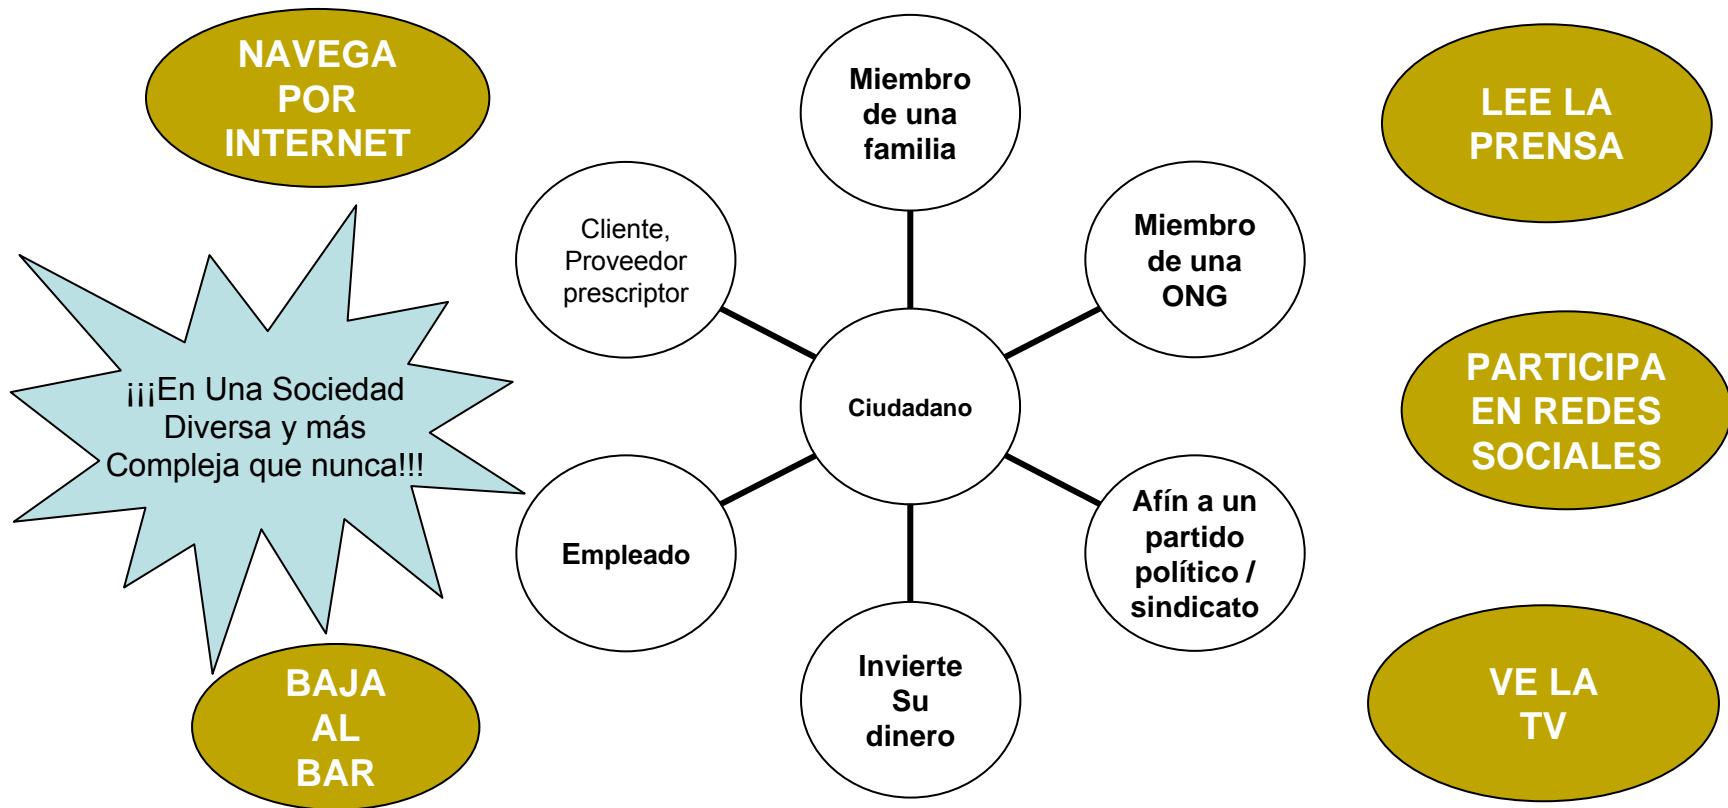 NAVEGA
POR
INTERNET
Miembro
de una
familia
LEE LA
PRENSA
Cliente,
Proveedor
prescriptor
Miembro
de una
ONG
¡¡¡En Una Sociedad
Diversa y más
Compleja que nunca!!!
Ciudadano
PARTICIPA
EN REDES
SOCIALES
Empleado
Afín a un
partido
político /
sindicato
BAJA
AL
BAR
Invierte
Su
dinero
VE LA
TV